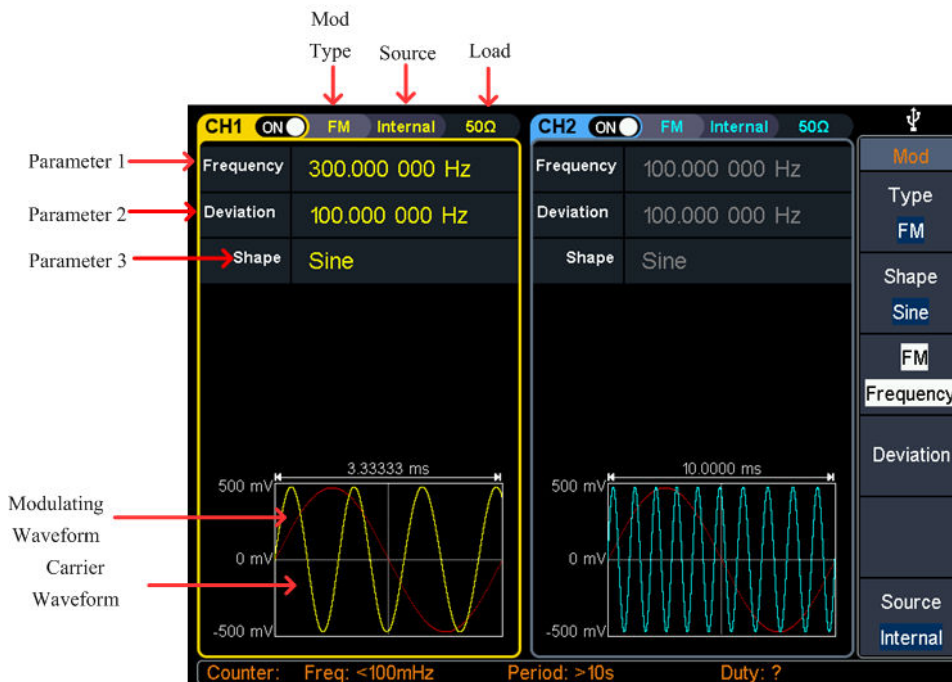 Mod
Type
Source
Load
CH1 ON FM Internal 50Ω
CH2 ON FM Internal 50Ω
Parameter 1
Frequency 300.000 000 Hz
Frequency 100.000 000 Hz
Parameter 2
Deviation 100.000 000 Hz
Deviation 100.000 000 Hz
Parameter 3
Shape Sine
Shape Sine
Mod
Type
FM
Shape
Sine
FM
Frequency
Deviation
Source
Internal
3.33333 ms
500 mV
0 mV
-500 mV
10.0000 ms
500 mV
0 mV
-500 mV
Modulating
Waveform
Carrier
Waveform
Counter: Freq: <100mHz Period: >10s Duty: ?